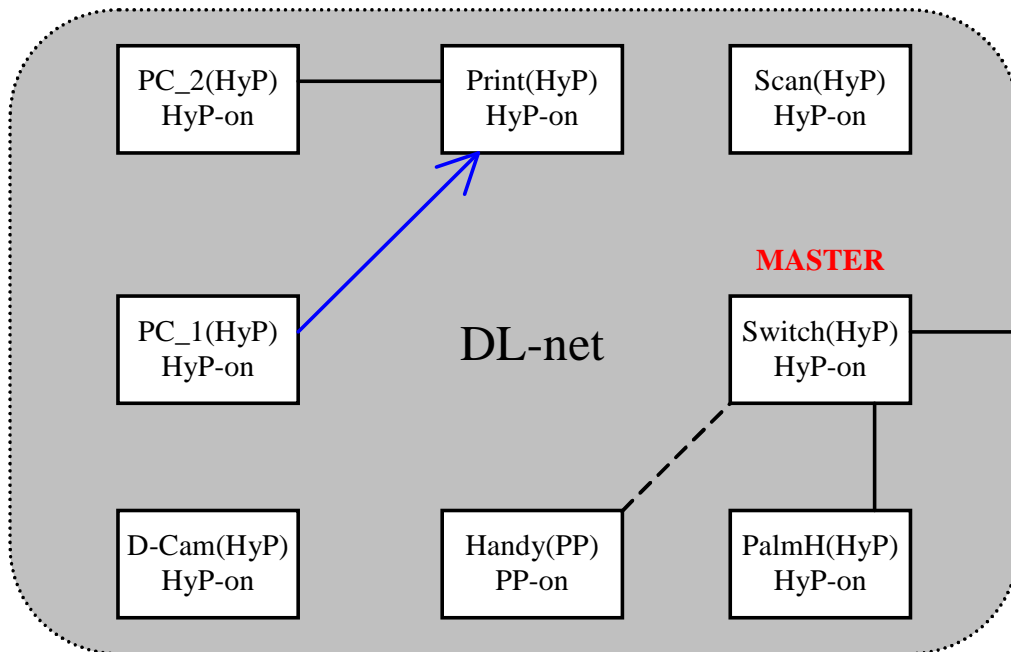 PC_2(HyP)
HyP-on
Print(HyP)
HyP-on
Scan(HyP)
HyP-on
MASTER
PC_1(HyP)
HyP-on
DL-net
Switch(HyP)
HyP-on
D-Cam(HyP)
HyP-on
Handy(PP)
PP-on
PalmH(HyP)
HyP-on